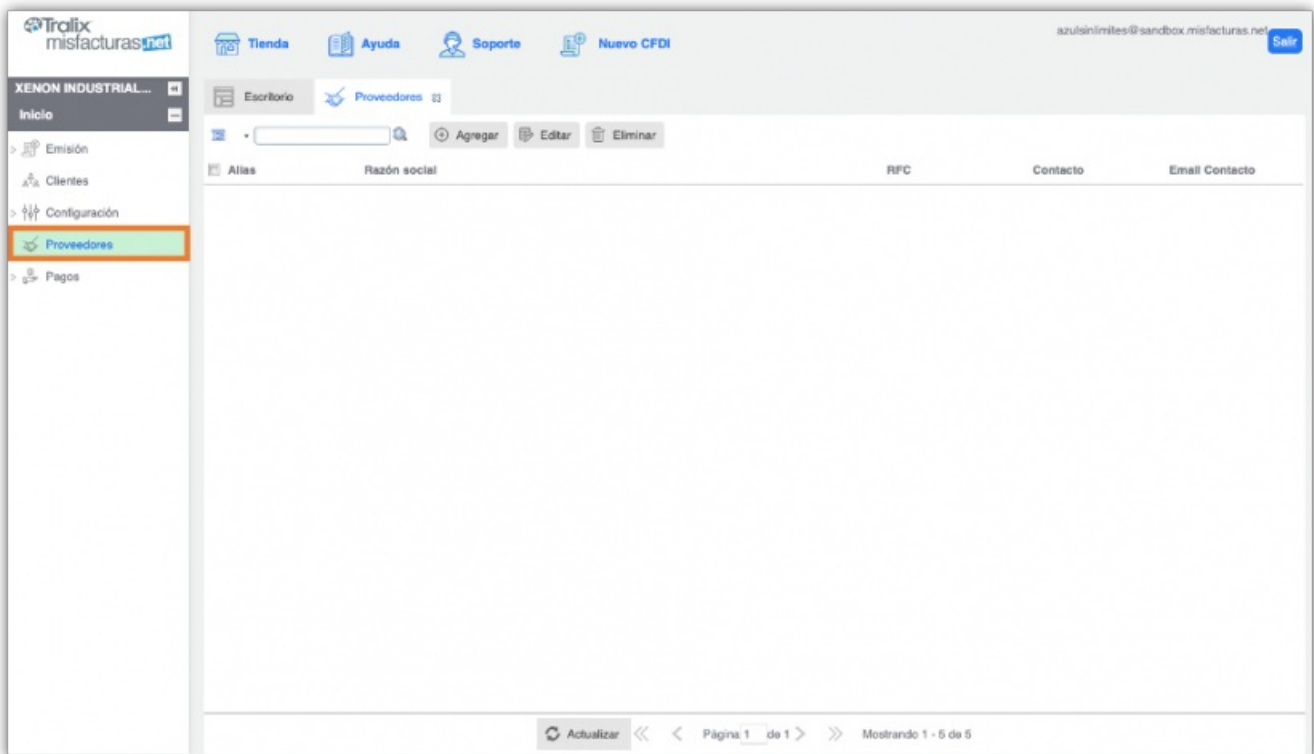 Tralix
misfacturas.net
Tienda
Ayuda
Soporte
Nuevo CFDI
azulsinlimites@sandbox.misfacturas.net
Salir
XENON INDUSTRIAL...
Inicio
Emisión
Clientes
Configuración
Proveedores
Pagos
Escritorio
Proveedores
Agregar
Editar
Eliminar
Alias
Razón social
RFC
Contacto
Email Contacto
Actualizar
Página 1 de 1
Mostrando 1 - 5 de 5